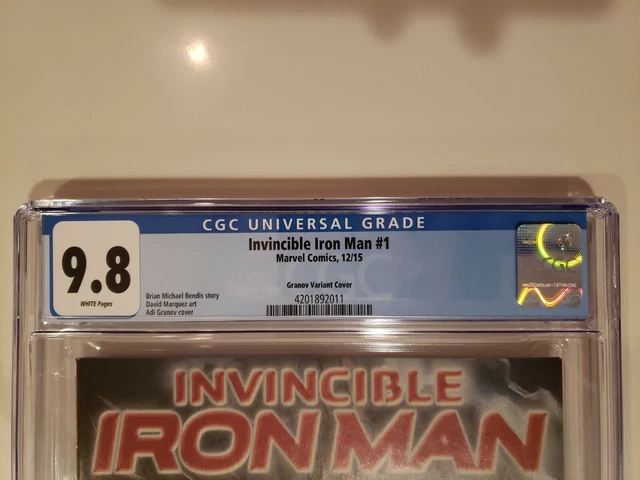 CGC UNIVERSAL GRADE
9.8
WHITE Pages
Invincible Iron Man #1
Marvel Comics, 12/15
Granov Variant Cover
4201892011
Brian Michael Bendis story
David Marquez art
Adi Granov cover
CGC
INVINCIBLE
IRON MAN